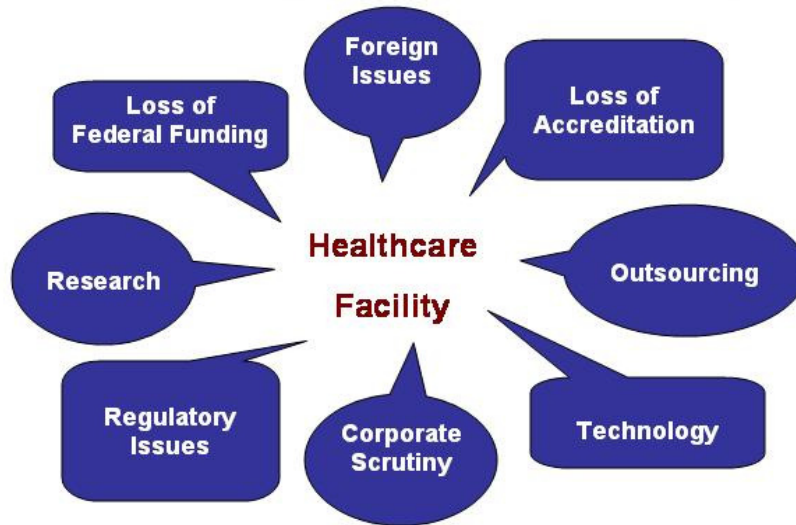 Foreign
Issues
Loss of
Federal Funding
Loss of
Accreditation
Healthcare
Facility
Research
Outsourcing
Regulatory
Issues
Corporate
Scrutiny
Technology